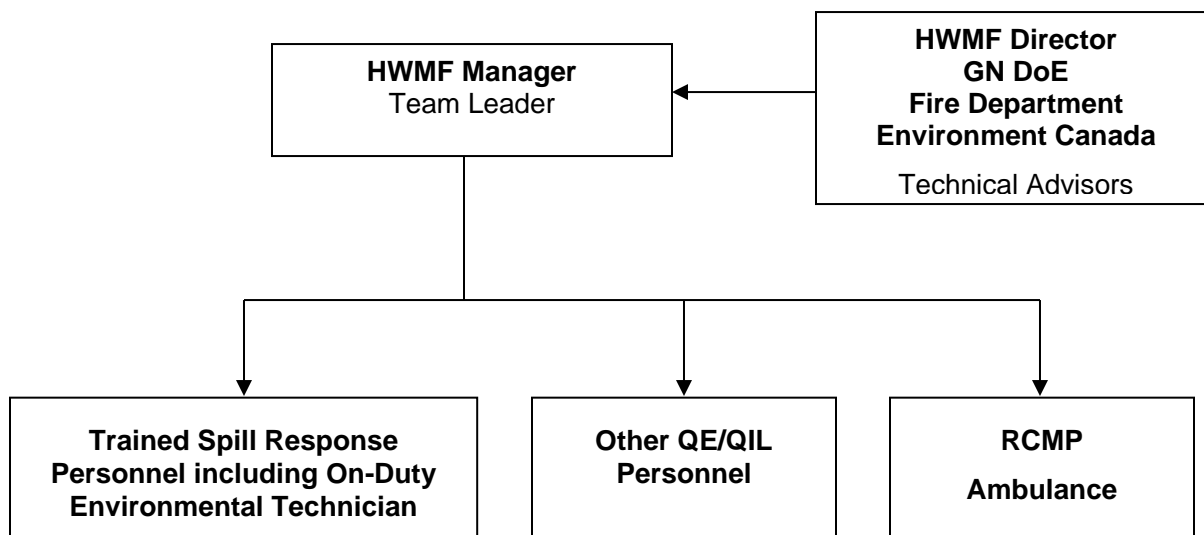 HWMF Manager
Team Leader
HWMF Director
GN DoE
Fire Department
Environment Canada
Technical Advisors
Trained Spill Response
Personnel including On-Duty
Environmental Technician
Other QE/QIL
Personnel
RCMP
Ambulance